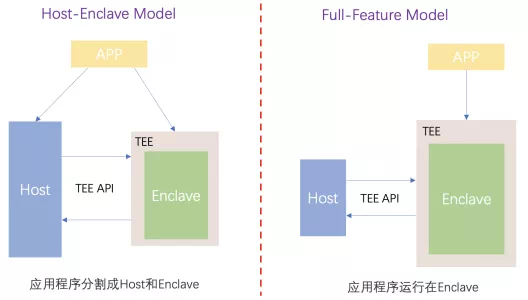 Host-Enclave Model
APP
TEE
Host
TEE API
Enclave
应用程序分割成Host和Enclave
Full-Feature Model
APP
TEE
Host
TEE API
Enclave
应用程序运行在Enclave